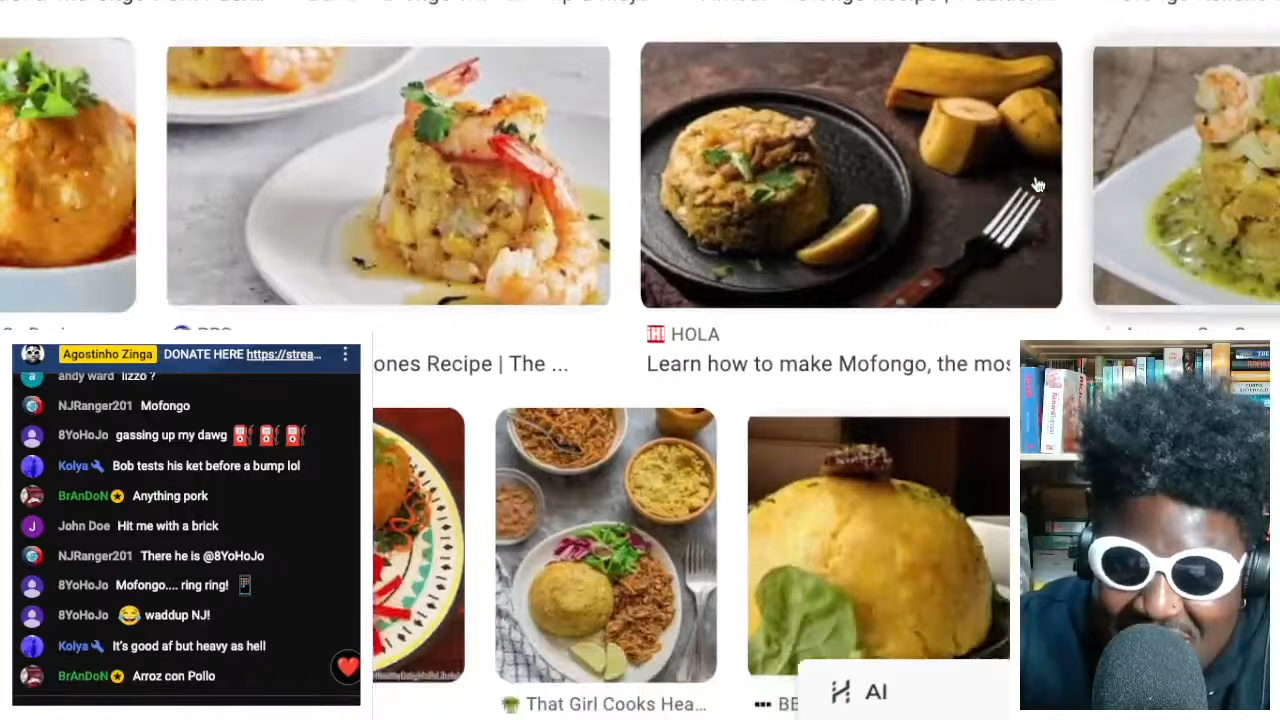 HOLA
ones Recipe | The ...
Learn how to make Mofongo, the mos
Agostinho Zinga DONATE HERE https://strea...
andy ward lizzo ?
NJRanger201 Mofongo
8YoHoJo gassing up my dawg ⛽⛽⛽
Kolya Bob tests his ket before a bump lol
BrAnDoN Anything pork
John Doe Hit me with a brick
NJRanger201 There he is @8YoHoJo
8YoHoJo Mofongo.... ring ring! 📱
8YoHoJo 😂 waddup NJ!
Kolya It's good af but heavy as hell
BrAnDoN Arroz con Pollo
That Girl Cooks Hea...
AI